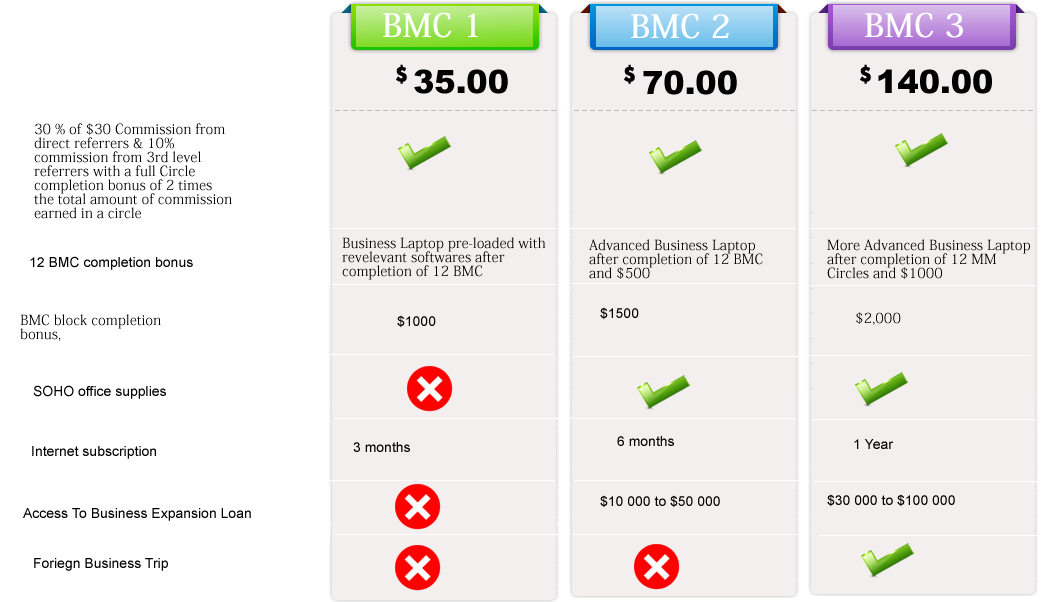 BMC 1
BMC 2
BMC 3
$35.00
$70.00
$140.00
30 % of $30 Commission from
direct referrers & 10%
commission from 3rd level
referrers with a full Circle
completion bonus of 2 times
the total amount of commission
earned in a circle
12 BMC completion bonus
Business Laptop pre-loaded with
revelevant softwares after
completion of 12 BMC
Advanced Business Laptop
after completion of 12 BMC
and $500
More Advanced Business Laptop
after completion of 12 MM
Circles and $1000
BMC block completion
bonus,
$1000
$1500
$2,000
SOHO office supplies
Internet subscription
3 months
6 months
1 Year
Access To Business Expansion Loan
$10 000 to $50 000
$30 000 to $100 000
Foriegn Business Trip